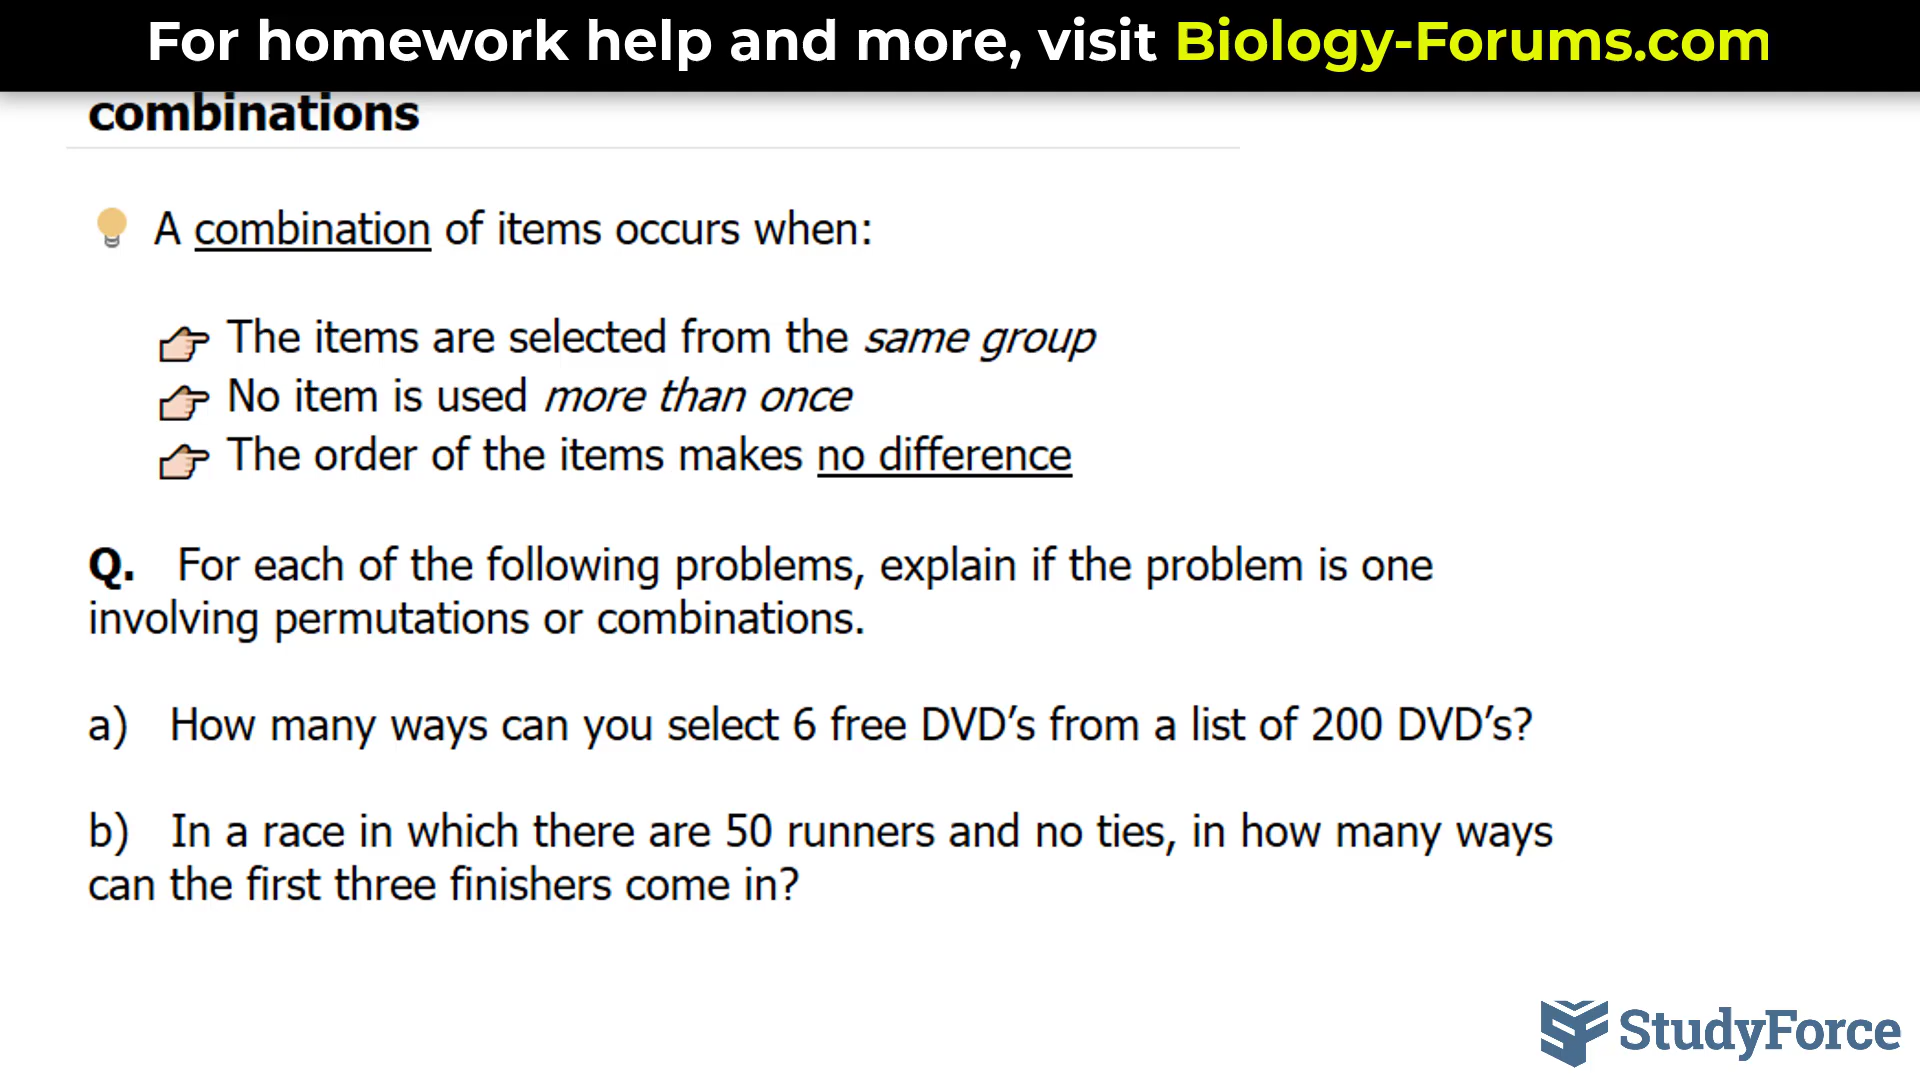 For homework help and more, visit Biology-Forums.com
combinations
A combination of items occurs when:
The items are selected from the same group
No item is used more than once
The order of the items makes no difference
Q. For each of the following problems, explain if the problem is one
involving permutations or combinations.
a) How many ways can you select 6 free DVD’s from a list of 200 DVD’s?
b) In a race in which there are 50 runners and no ties, in how many ways
can the first three finishers come in?
StudyForce